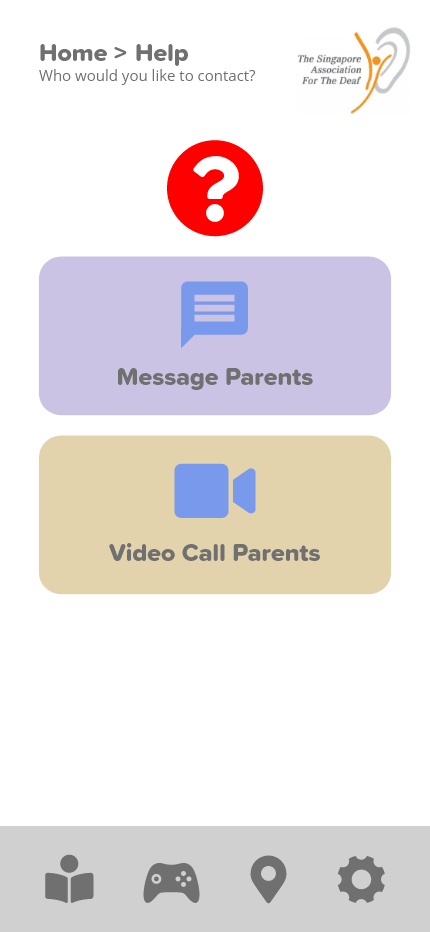 Home > Help
Who would you like to contact?
The Singapore
Association
For The Deaf
?
Message Parents
Video Call Parents